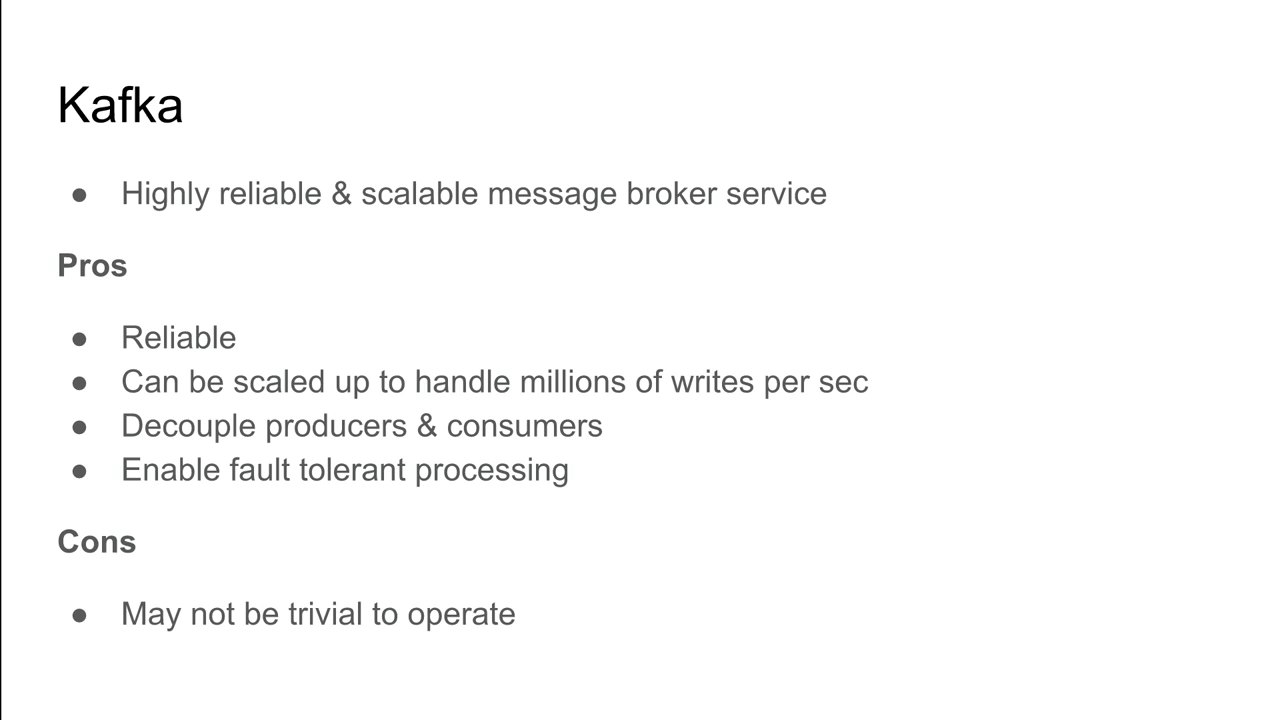 Kafka
● Highly reliable & scalable message broker service
Pros
● Reliable
● Can be scaled up to handle millions of writes per sec
● Decouple producers & consumers
● Enable fault tolerant processing
Cons
● May not be trivial to operate